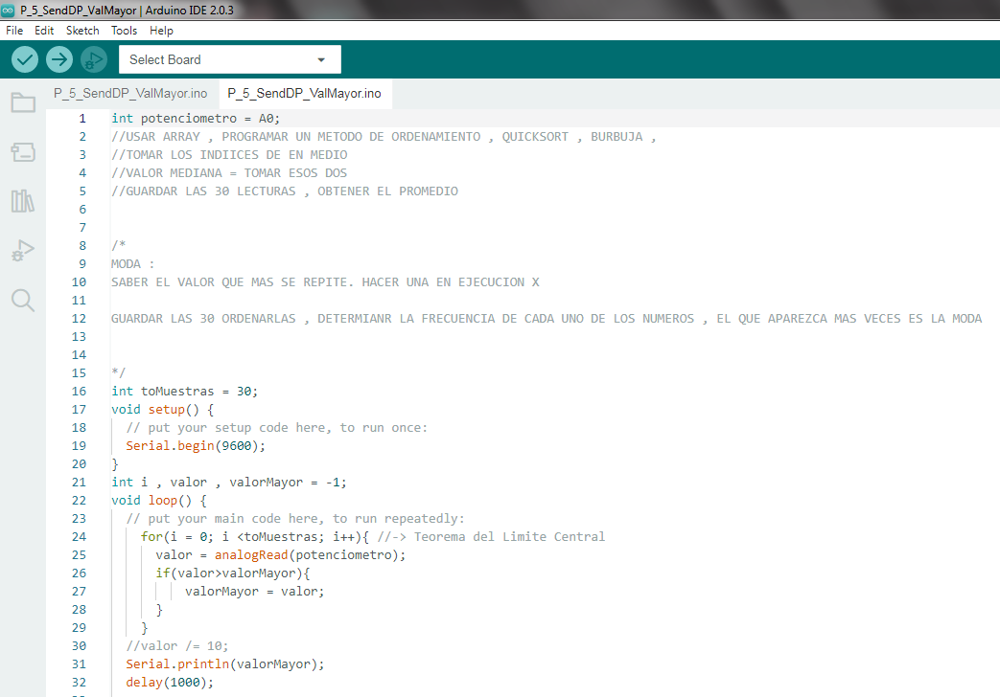 P_5_SendDP_ValMayor | Arduino IDE 2.0.3
File Edit Sketch Tools Help
Select Board
P_5_SendDP_ValMayor.ino P_5_SendDP_ValMayor.ino
1 int potenciometro = A0;
2 //USAR ARRAY , PROGRAMAR UN METODO DE ORDENAMIENTO , QUICKSORT , BURBUJA ,
3 //TOMAR LOS INDIICES DE EN MEDIO
4 //VALOR MEDIANA = TOMAR ESOS DOS
5 //GUARDAR LAS 30 LECTURAS , OBTENER EL PROMEDIO
6
7
8 /*
9 MODA :
10 SABER EL VALOR QUE MAS SE REPITE. HACER UNA EN EJECUCION X
11
12 GUARDAR LAS 30 ORDENARLAS , DETERMIANR LA FRECUENCIA DE CADA UNO DE LOS NUMEROS , EL QUE APAREZCA MAS VECES ES LA MODA
13
14
15 */
16 int toMuestras = 30;
17 void setup() {
18 // put your setup code here, to run once:
19 Serial.begin(9600);
20 }
21 int i , valor , valorMayor = -1;
22 void loop() {
23 // put your main code here, to run repeatedly:
24 for(i = 0; i <toMuestras; i++){ //-> Teorema del Limite Central
25 valor = analogRead(potenciometro);
26 if(valor>valorMayor){
27 valorMayor = valor;
28 }
29 }
30 //valor /= 10;
31 Serial.println(valorMayor);
32 delay(1000);